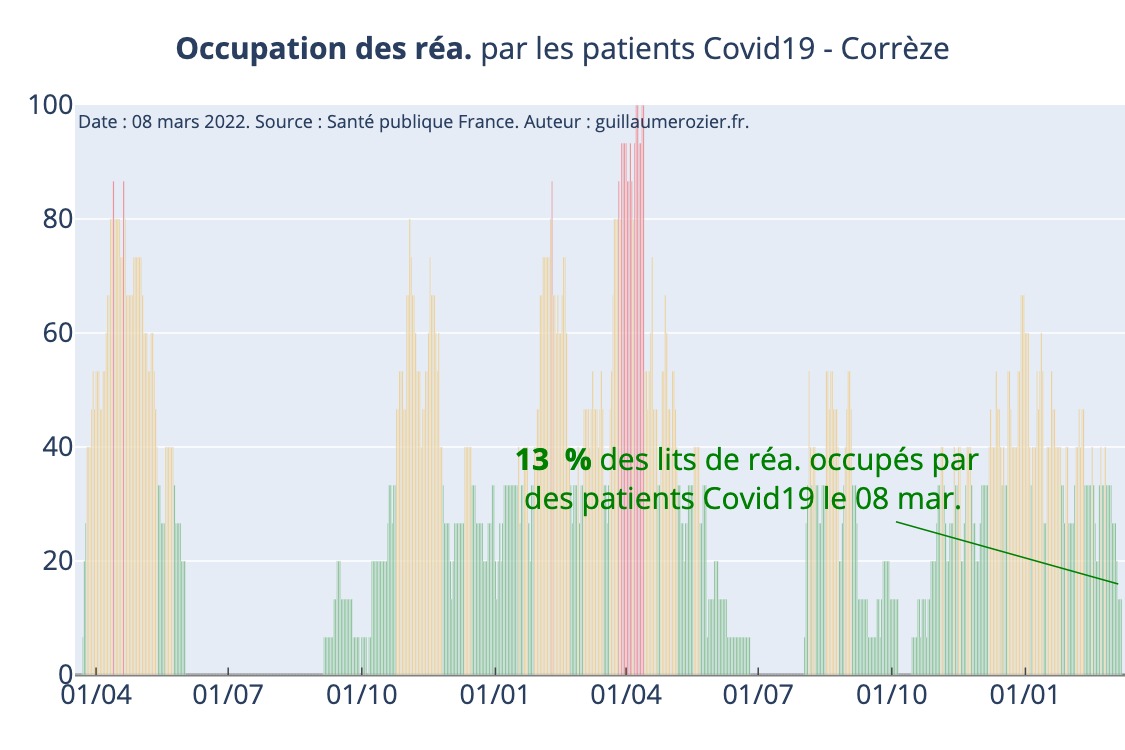 Occupation des réa. par les patients Covid19 - Corrèze
100
Date : 08 mars 2022. Source : Santé publique France. Auteur : guillaumerozier.fr.
80
60
40
13  % des lits de réa. occupés par
des patients Covid19 le 08 mar.
20
0
01/04 01/07 01/10 01/01 01/04 01/07 01/10 01/01